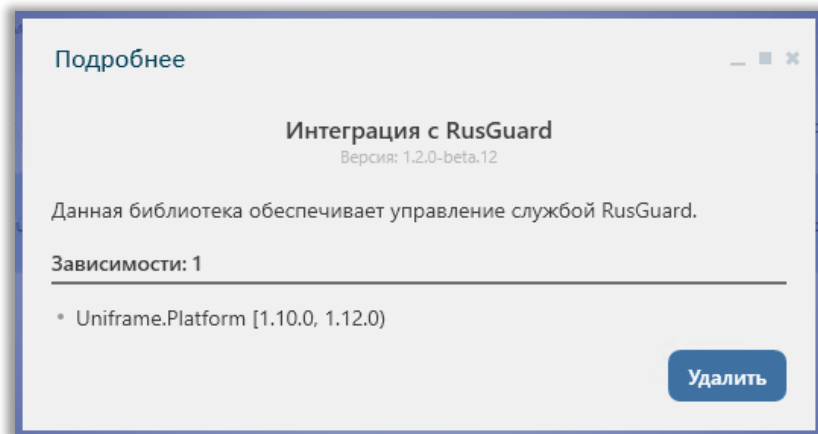 Подробнее
Интеграция с RusGuard
Версия: 1.2.0-beta.12
Данная библиотека обеспечивает управление службой RusGuard.
Зависимости: 1
• Uniframe.Platform [1.10.0, 1.12.0)
Удалить